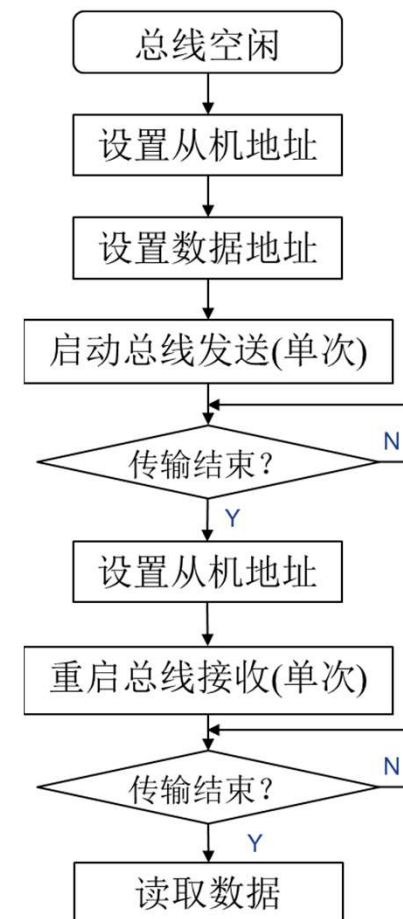 总线空闲
设置从机地址
设置数据地址
启动总线发送(单次)
N
传输结束?
Y
设置从机地址
重启总线接收(单次)
N
传输结束?
Y
读取数据